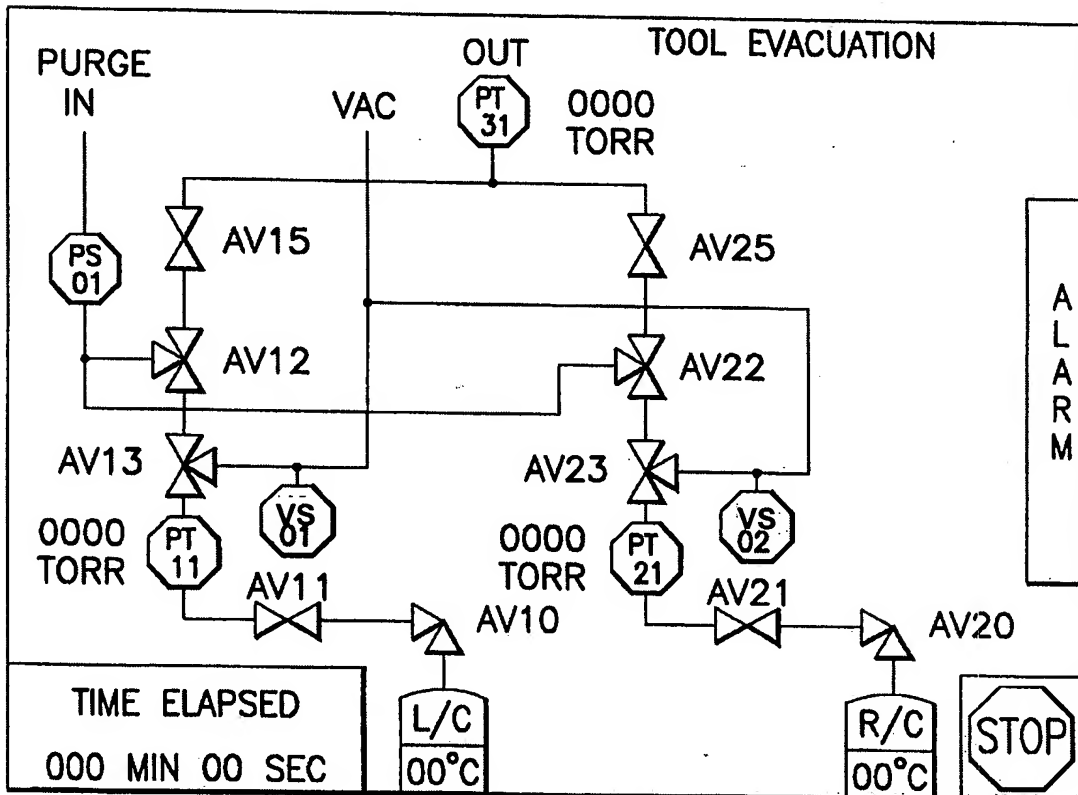 TOOL EVACUATION
PURGE
IN
VAC
OUT
PT
31
0000
TORR
PS
01
AV15
AV25
AV12
AV22
AV13
AV23
VS
01
VS
02
0000
TORR
PT
11
0000
TORR
PT
21
AV11
AV10
AV21
AV20
L/C
00°C
R/C
00°C
TIME ELAPSED
000 MIN 00 SEC
A
L
A
R
M
STOP